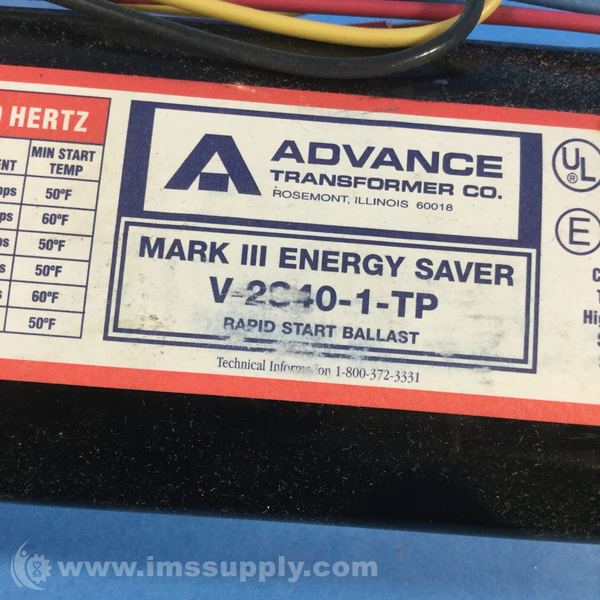 HERTZ
MIN START
TEMP
50°F
60°F
50°F
50°F
60°F
50°F
ADVANCE
TRANSFORMER CO.
ROSEMONT, ILLINOIS 60018
MARK III ENERGY SAVER
V-2S40-1-TP
RAPID START BALLAST
Technical Information 1-800-372-3331
UL
E
www.imssupply.com